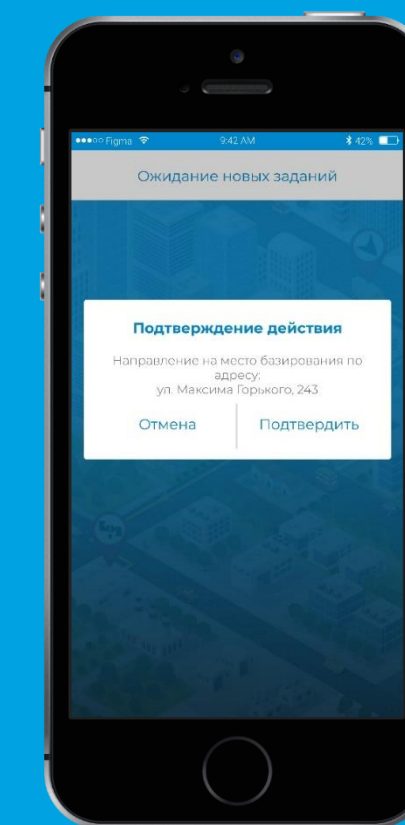 Figma 9:42 AM 42%
Ожидание новых заданий
Подтверждение действия
Направление на место базирования по
адресу:
ул. Максима Горького, 243
Отмена Подтвердить